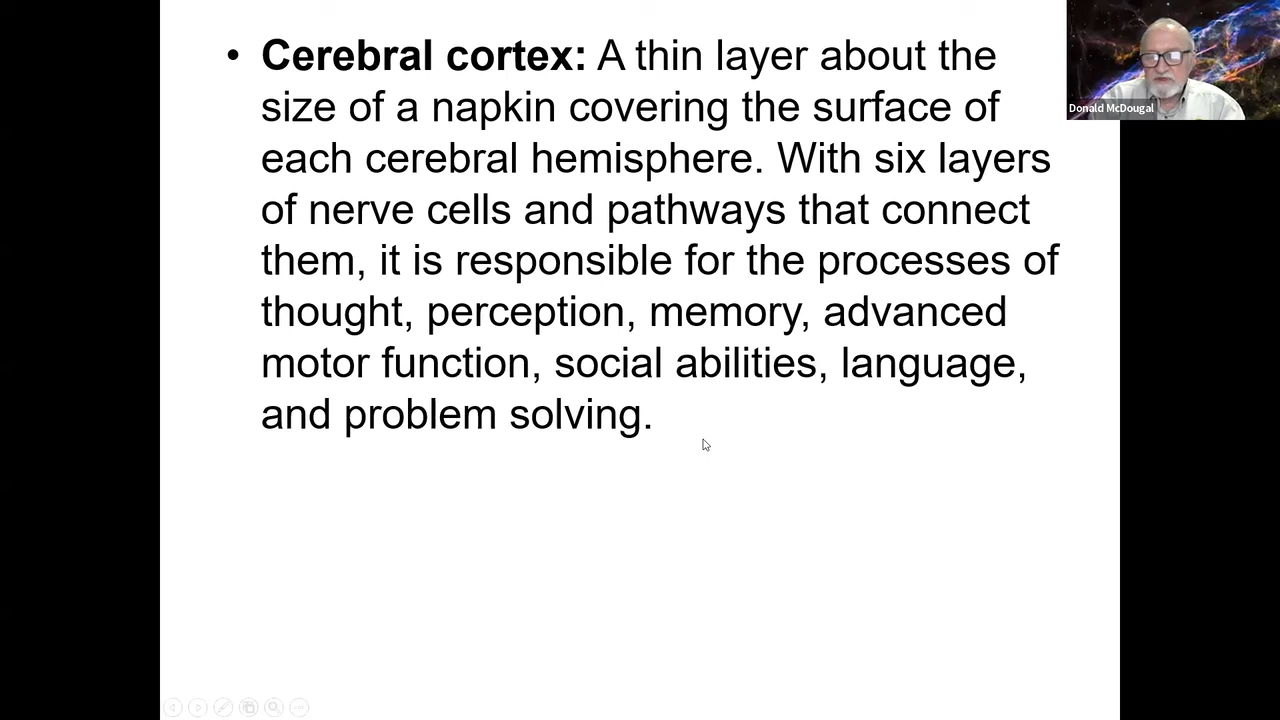 • Cerebral cortex: A thin layer about the
size of a napkin covering the surface of
each cerebral hemisphere. With six layers
of nerve cells and pathways that connect
them, it is responsible for the processes of
thought, perception, memory, advanced
motor function, social abilities, language,
and problem solving.
Donald McDougal